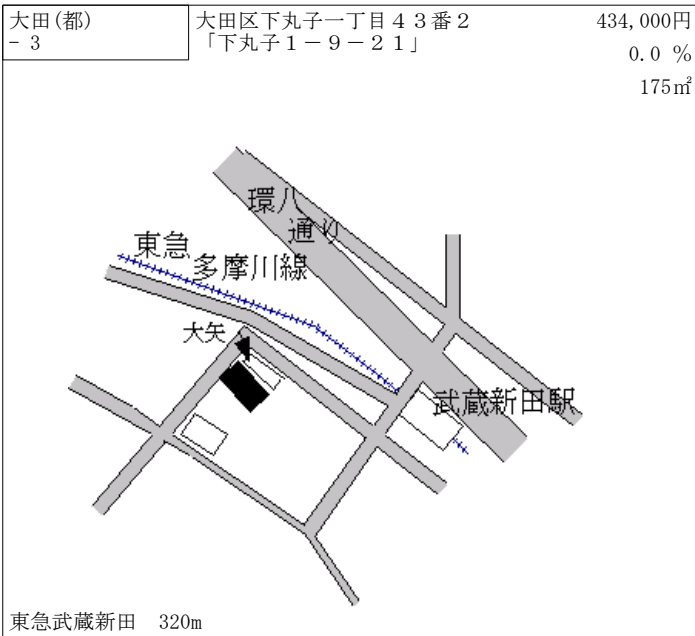 大田(都)
- 3
大田区下丸子一丁目４３番２
「下丸子１－９－２１」
434,000円
0.0 %
175㎡
環八
通り
東急
多摩川線
大矢
武蔵新田駅
東急武蔵新田 320m